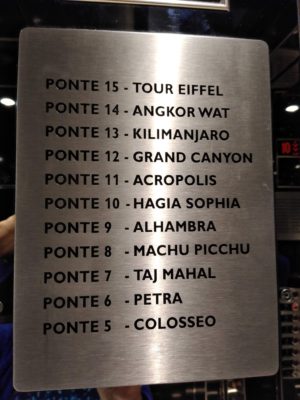 PONTE 15 - TOUR EIFFEL
PONTE 14 - ANGKOR WAT
PONTE 13 - KILIMANJARO
PONTE 12 - GRAND CANYON
PONTE 11 - ACROPOLIS
PONTE 10 - HAGIA SOPHIA
PONTE 9 - ALHAMBRA
PONTE 8 - MACHU PICCHU
PONTE 7 - TAJ MAHAL
PONTE 6 - PETRA
PONTE 5 - COLOSSEO